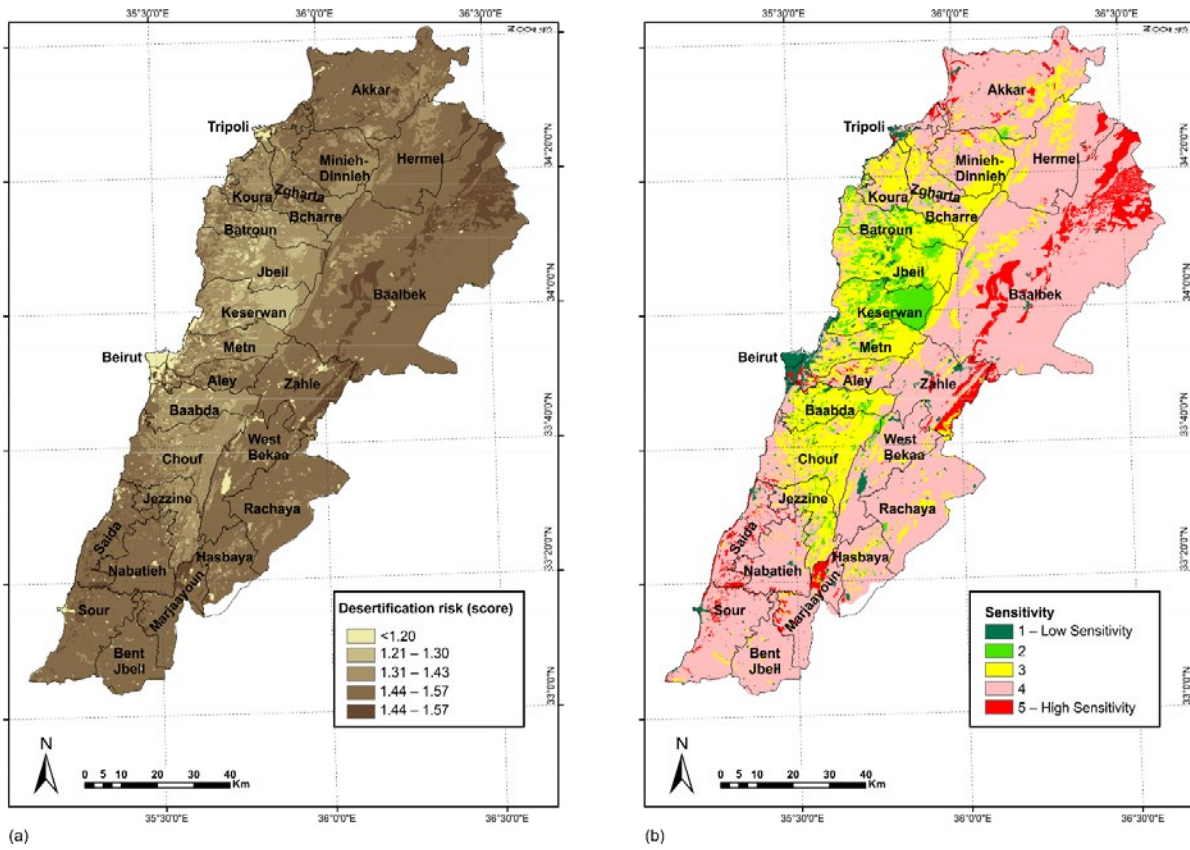 35°30'0"E 36°0'0"E 36°30'0"E
Akkar
Tripoli
Minieh-
Dinnieh
Hermel
Koura
Zgharta
Bcharre
Batroun
Jbeil
Baalbek
Keserwan
Metn
Beirut
Aley
Zahle
Baabda
West
Bekaa
Chouf
Jezzine
Rachaya
Saida
Hasbaya
Nabatieh
Marjaayoun
Sour
Bent
Jbeil
34°20'0"N
34°0'0"N
33°40'0"N
33°20'0"N
33°0'0"N
Desertification risk (score)
<1.20
1.21 – 1.30
1.31 – 1.43
1.44 – 1.57
1.44 – 1.57
N
0 5 10 20 30 40
Km
35°30'0"E 36°0'0"E 36°30'0"E
(a)
35°30'0"E 36°0'0"E 36°30'0"E
Akkar
Tripoli
Minieh-
Dinnieh
Hermel
Koura
Zgharta
Bcharre
Batroun
Jbeil
Baalbek
Keserwan
Metn
Beirut
Aley
Zahle
Baabda
West
Bekaa
Chouf
Jezzine
Rachaya
Saida
Hasbaya
Nabatieh
Marjaayoun
Sour
Bent
Jbeil
34°20'0"N
34°0'0"N
33°40'0"N
33°20'0"N
33°0'0"N
Sensitivity
1 – Low Sensitivity
2
3
4
5 – High Sensitivity
N
0 5 10 20 30 40
Km
35°30'0"E 36°0'0"E 36°30'0"E
(b)